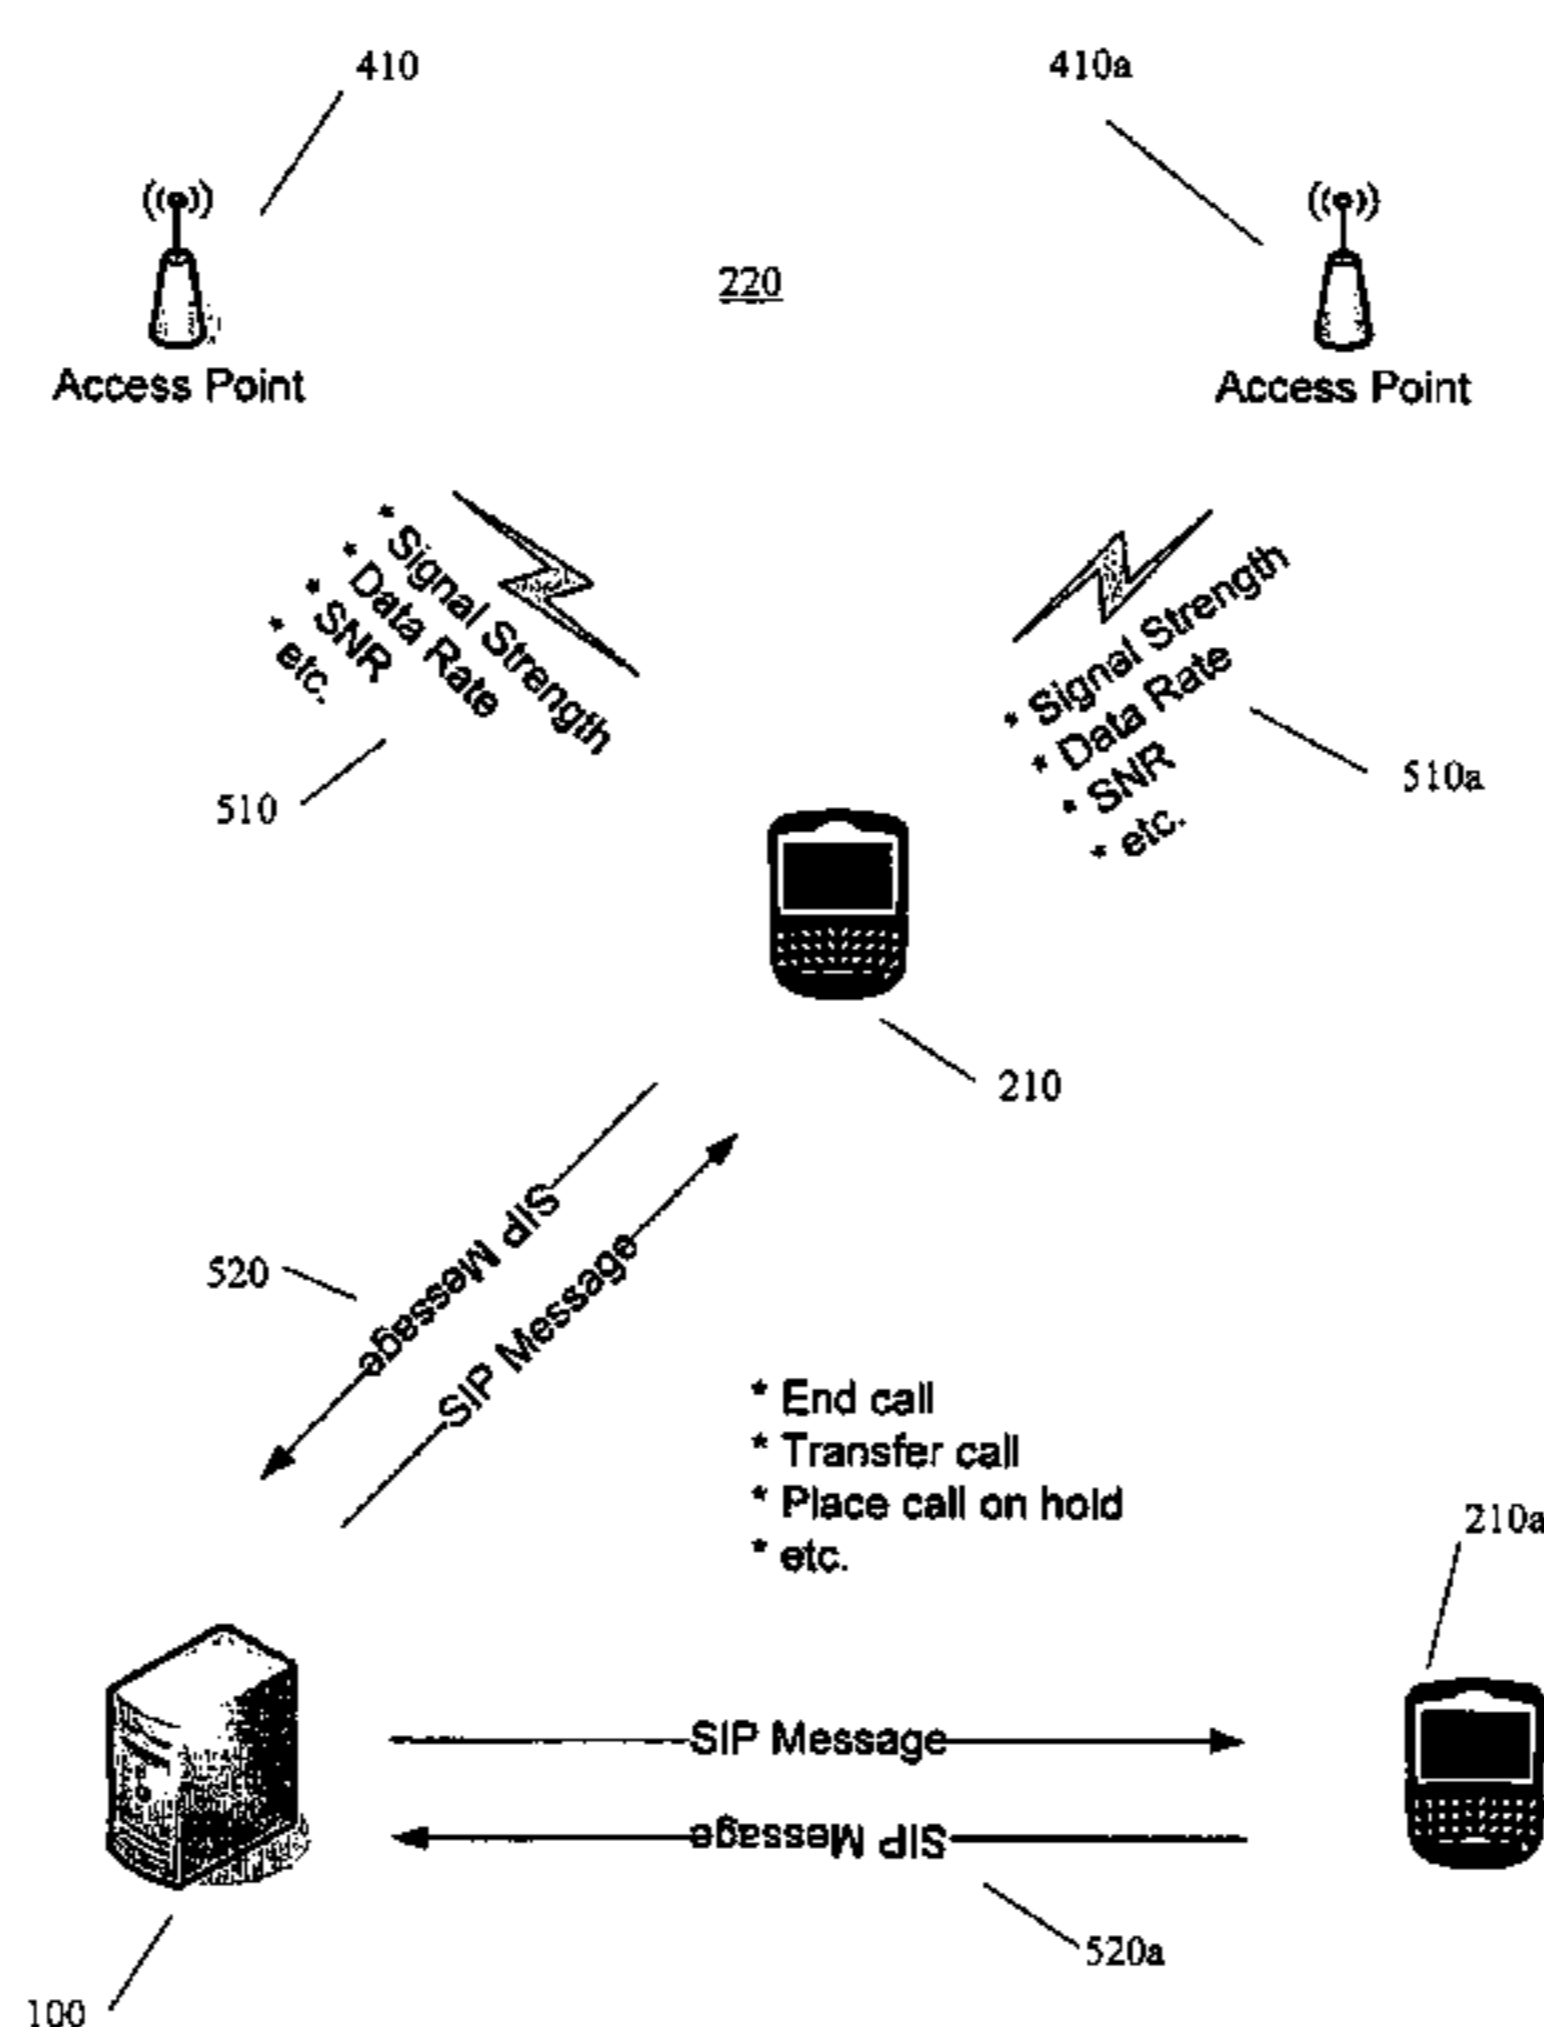 410
410a
220
Access Point
Access Point
* Signal Strength
* Data Rate
* SNR
* etc.
* Signal Strength
* Data Rate
* SNR
* etc.
510
510a
210
SIP Message
SIP Message
520
* End call
* Transfer call
* Place call on hold
* etc.
210a
SIP Message
SIP Message
520a
100